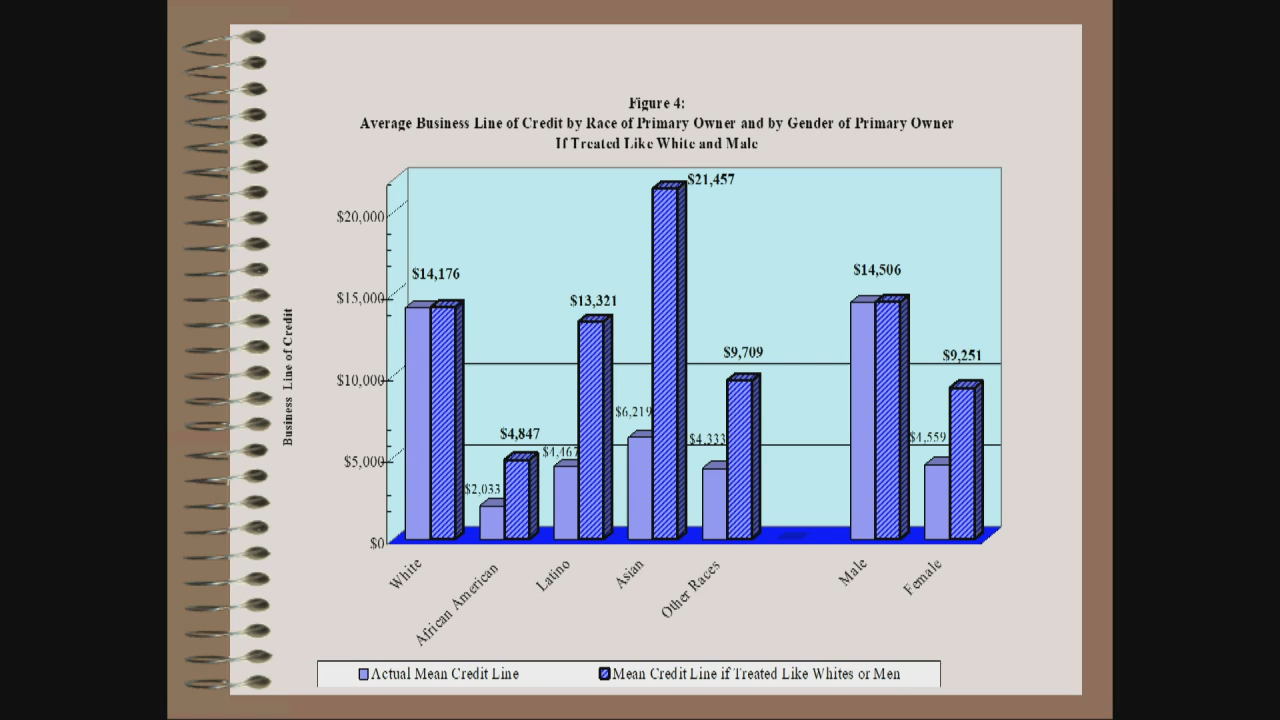 Figure 4:
Average Business Line of Credit by Race of Primary Owner and by Gender of Primary Owner
If Treated Like White and Male
Business Line of Credit
$20,000
$15,000
$10,000
$5,000
$0
$14,176
$2,033
$4,847
$4,467
$13,321
$6,219
$21,457
$4,333
$9,709
$14,506
$4,559
$9,251
White
African American
Latino
Asian
Other Races
Male
Female
Actual Mean Credit Line
Mean Credit Line if Treated Like Whites or Men